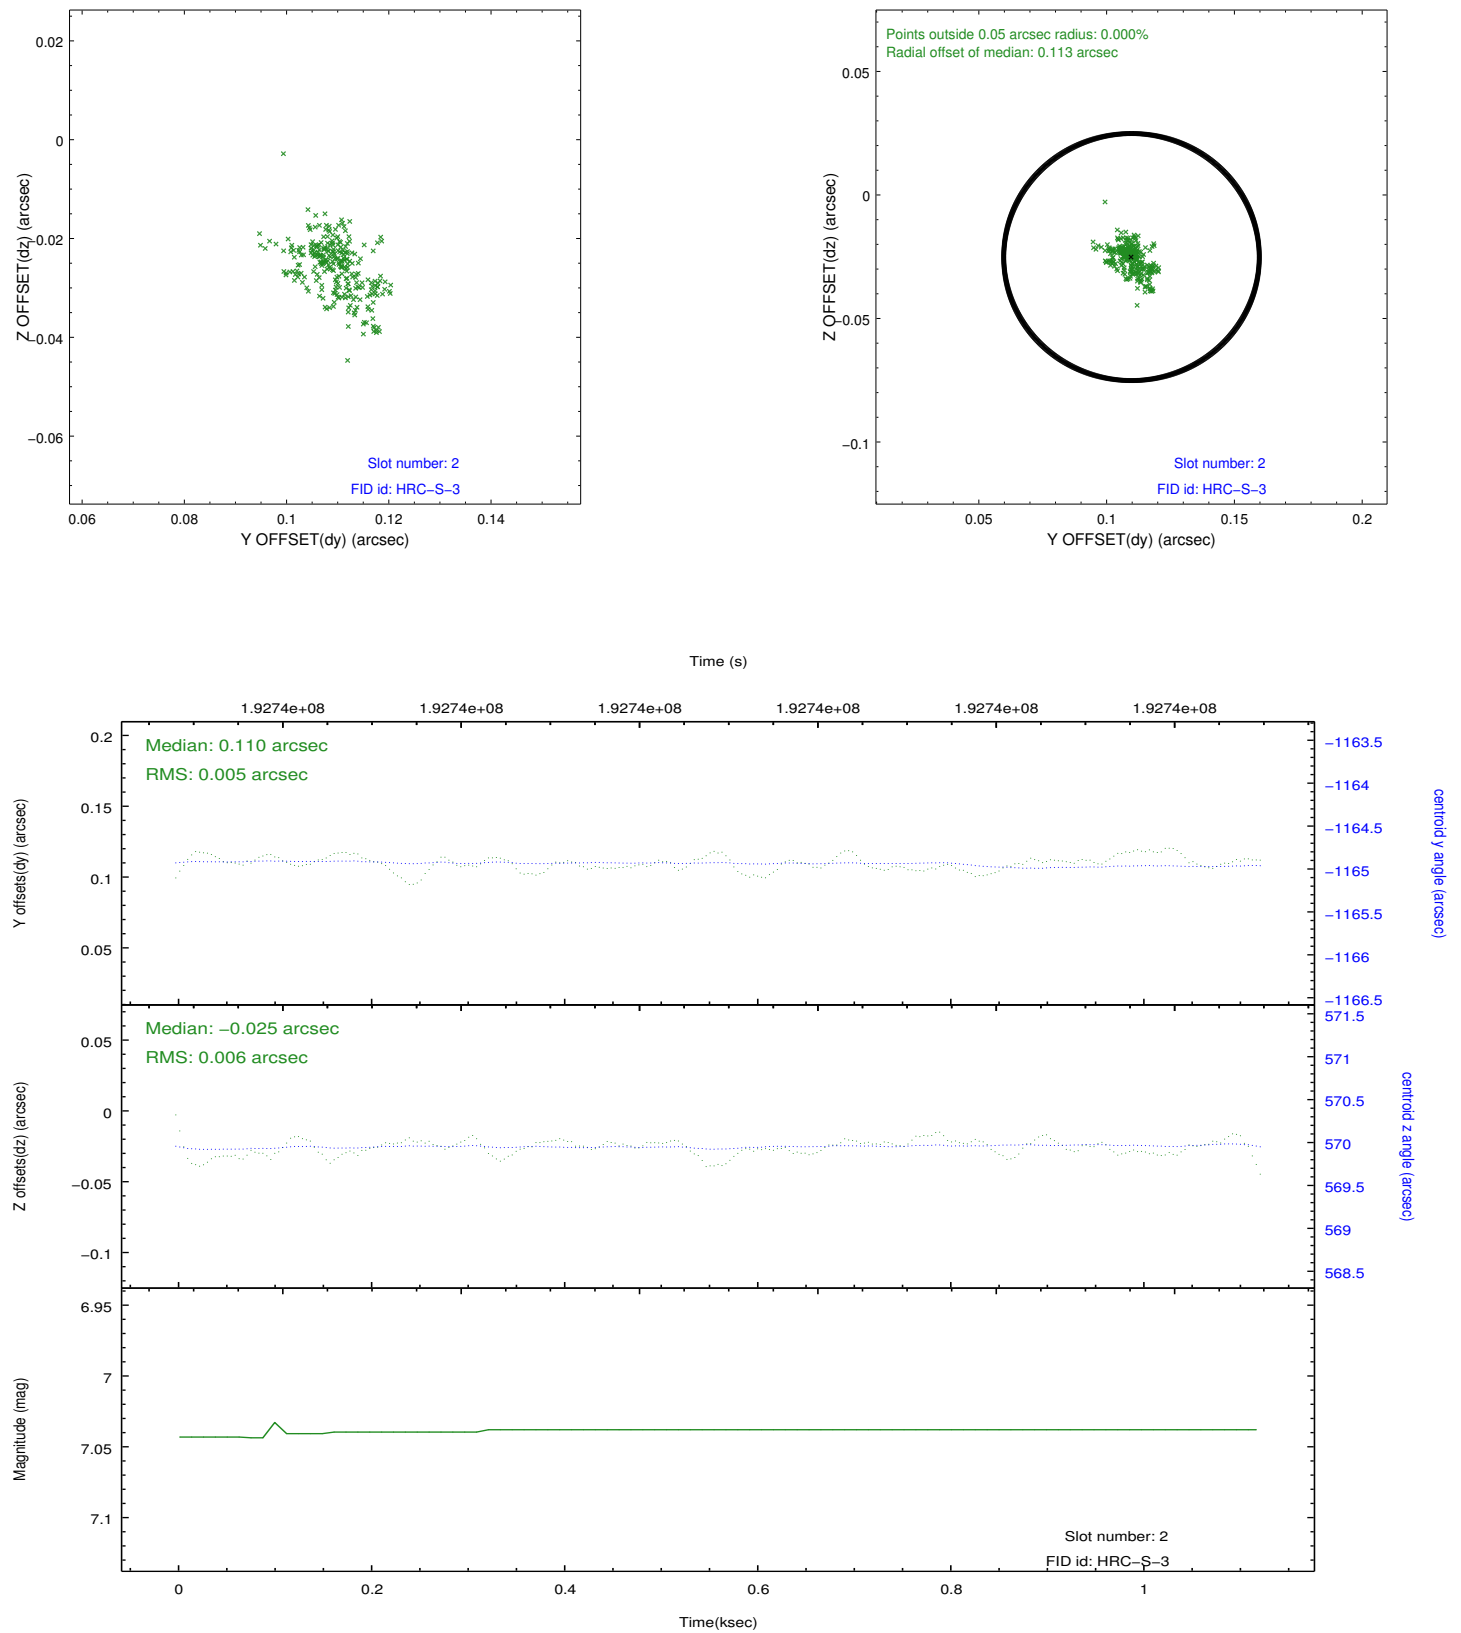 0.02
0
−0.02
−0.04
−0.06
Z OFFSET(dz) (arcsec)
Slot number: 2
FID id: HRC−S−3
0.06
0.08
0.1
0.12
0.14
Y OFFSET(dy) (arcsec)
Points outside 0.05 arcsec radius: 0.000%
Radial offset of median: 0.113 arcsec
0.05
0
−0.05
−0.1
Z OFFSET(dz) (arcsec)
Slot number: 2
FID id: HRC−S−3
0.05
0.1
0.15
0.2
Y OFFSET(dy) (arcsec)
Time (s)
1.9274e+08
1.9274e+08
1.9274e+08
1.9274e+08
1.9274e+08
1.9274e+08
Median: 0.110 arcsec
RMS: 0.005 arcsec
0.2
0.15
0.1
0.05
Y offsets(dy) (arcsec)
−1163.5
−1164
−1164.5
−1165
−1165.5
−1166
−1166.5
centroid y angle (arcsec)
Median: −0.025 arcsec
RMS: 0.006 arcsec
0.05
0
−0.05
−0.1
Z offsets(dz) (arcsec)
571.5
571
570.5
570
569.5
569
568.5
centroid z angle (arcsec)
6.95
7
7.05
7.1
Magnitude (mag)
Slot number: 2
FID id: HRC−S−3
0
0.2
0.4
0.6
0.8
1
Time(ksec)